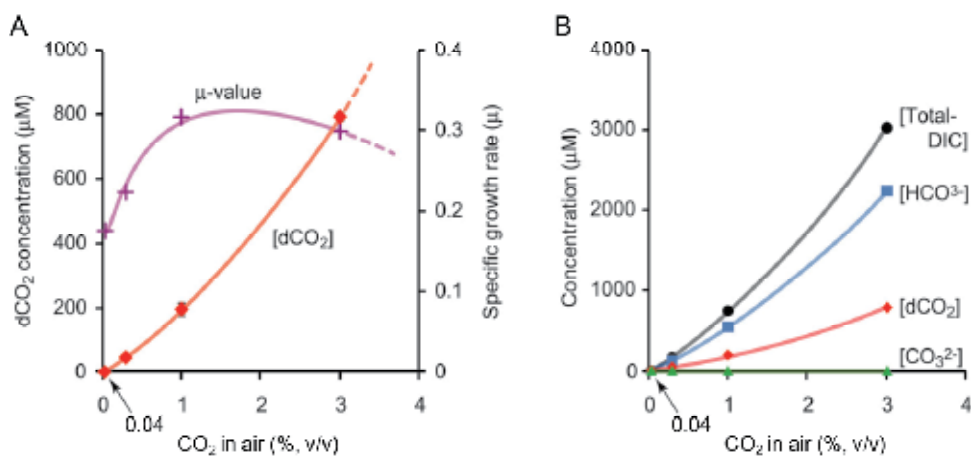 A
1000
800
600
400
200
0
dCO₂ concentration (µM)
µ-value
[dCO₂]
0.4
0.3
0.2
0.1
0
Specific growth rate (µ)
0
1
2
3
4
0.04
CO₂ in air (%, v/v)
B
4000
3000
2000
1000
0
Concentration (µM)
[Total-
DIC]
[HCO³⁻]
[dCO₂]
[CO₃²⁻]
0
1
2
3
4
0.04
CO₂ in air (%, v/v)